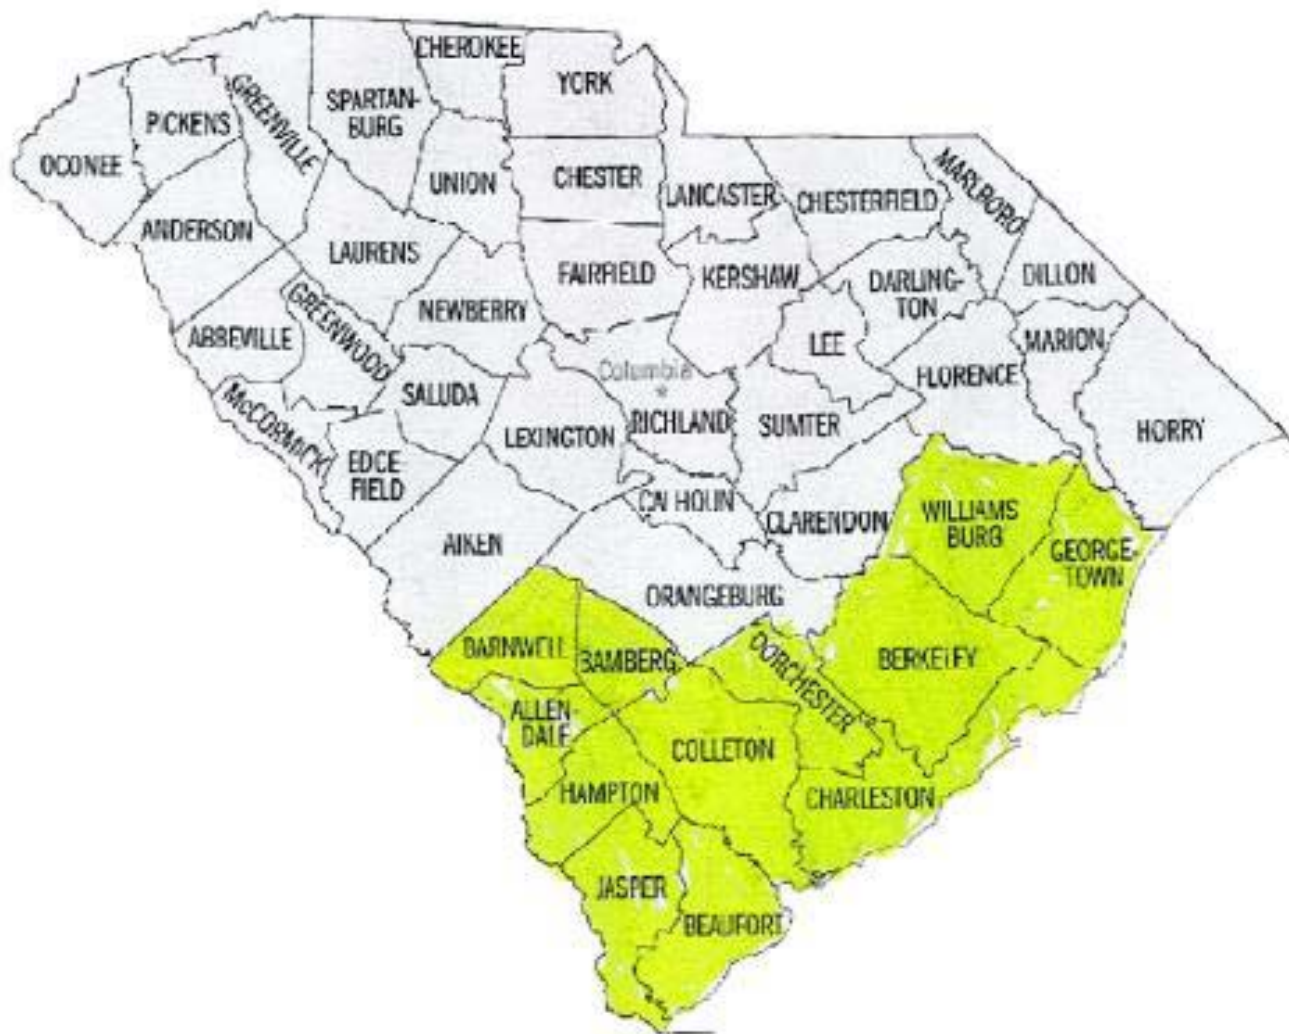 CHEROKEE
YORK
SPARTAN-
BURG
GREENVILLE
PICKENS
OCONEE
UNION
CHESTER
LANCASTER
CHESTERFIELD
MARLBORO
ANDERSON
LAURENS
FAIRFIELD
KERSHAW
DARLING-
TON
DILLON
NEWBERRY
GREENWOOD
ABBEVILLE
LEE
MARION
Columbia
FLORENCE
SALUDA
McCORMICK
LEXINGTON
RICHLAND
SUMTER
HORRY
EDGE-
FIELD
CALHOUN
CLARENDON
WILLIAMS
BURG
AIKEN
GEORGE-
TOWN
ORANGEBURG
BARNWELL
BAMBERG
DORCHESTER
BERKELEY
ALLEN-
DALE
COLLETON
HAMPTON
CHARLESTON
JASPER
BEAUFORT